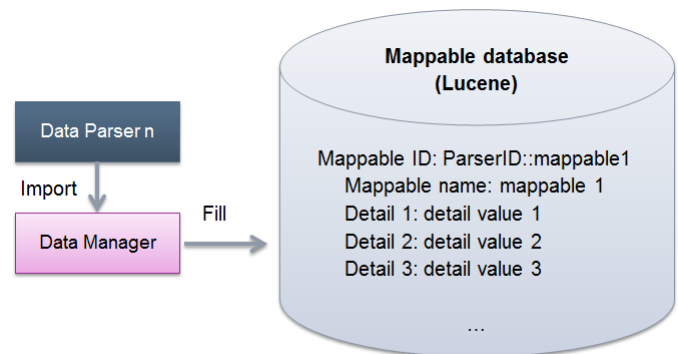 Mappable database
(Lucene)
Data Parser n
Import
Data Manager
Fill
Mappable ID: ParserID::mappable1
Mappable name: mappable 1
Detail 1: detail value 1
Detail 2: detail value 2
Detail 3: detail value 3
...